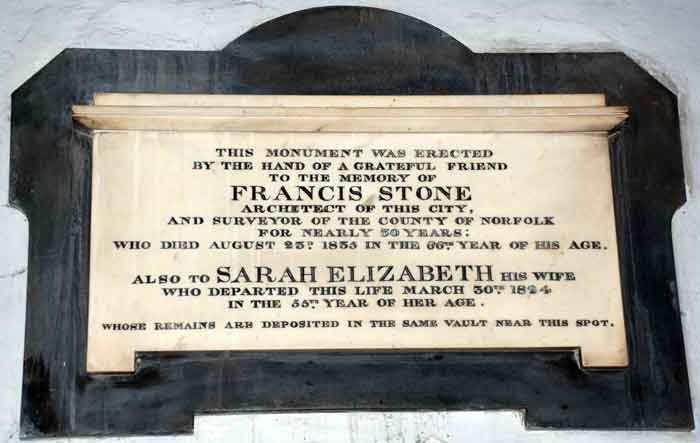 THIS MONUMENT WAS ERECTED
BY THE HAND OF A GRATEFUL FRIEND
TO THE MEMORY OF
FRANCIS STONE
ARCHITECT OF THIS CITY,
AND SURVEYOR OF THE COUNTY OF NORFOLK
FOR NEARLY 30 YEARS:
WHO DIED AUGUST 23D. 1835 IN THE 66TH YEAR OF HIS AGE.
ALSO TO SARAH ELIZABETH HIS WIFE
WHO DEPARTED THIS LIFE MARCH 30TH. 1824
IN THE 55TH YEAR OF HER AGE.
WHOSE REMAINS ARE DEPOSITED IN THE SAME VAULT NEAR THIS SPOT.